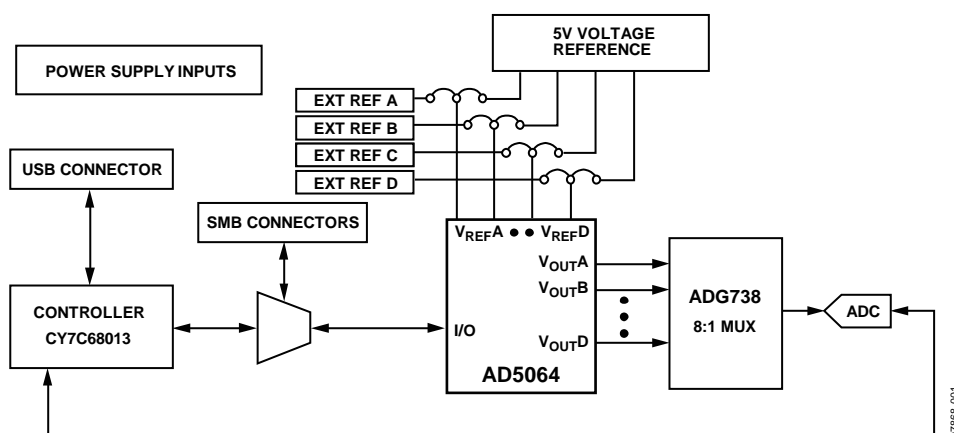 5V VOLTAGE
REFERENCE
POWER SUPPLY INPUTS
EXT REF A
EXT REF B
EXT REF C
EXT REF D
USB CONNECTOR
SMB CONNECTORS
VREFA •• VREFD
VOUTA
VOUTB
VOUTD
I/O
AD5064
CONTROLLER
CY7C68013
ADG738
8:1 MUX
ADC